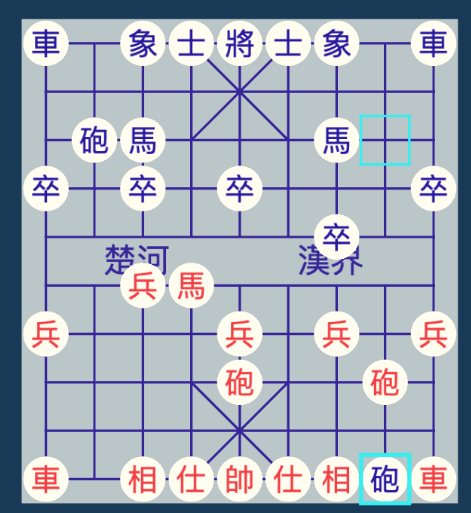 車象士將士象車
砲馬馬
卒卒卒卒
卒
楚河 漢界
兵馬
兵兵兵兵
砲砲
車相仕帥仕相砲車